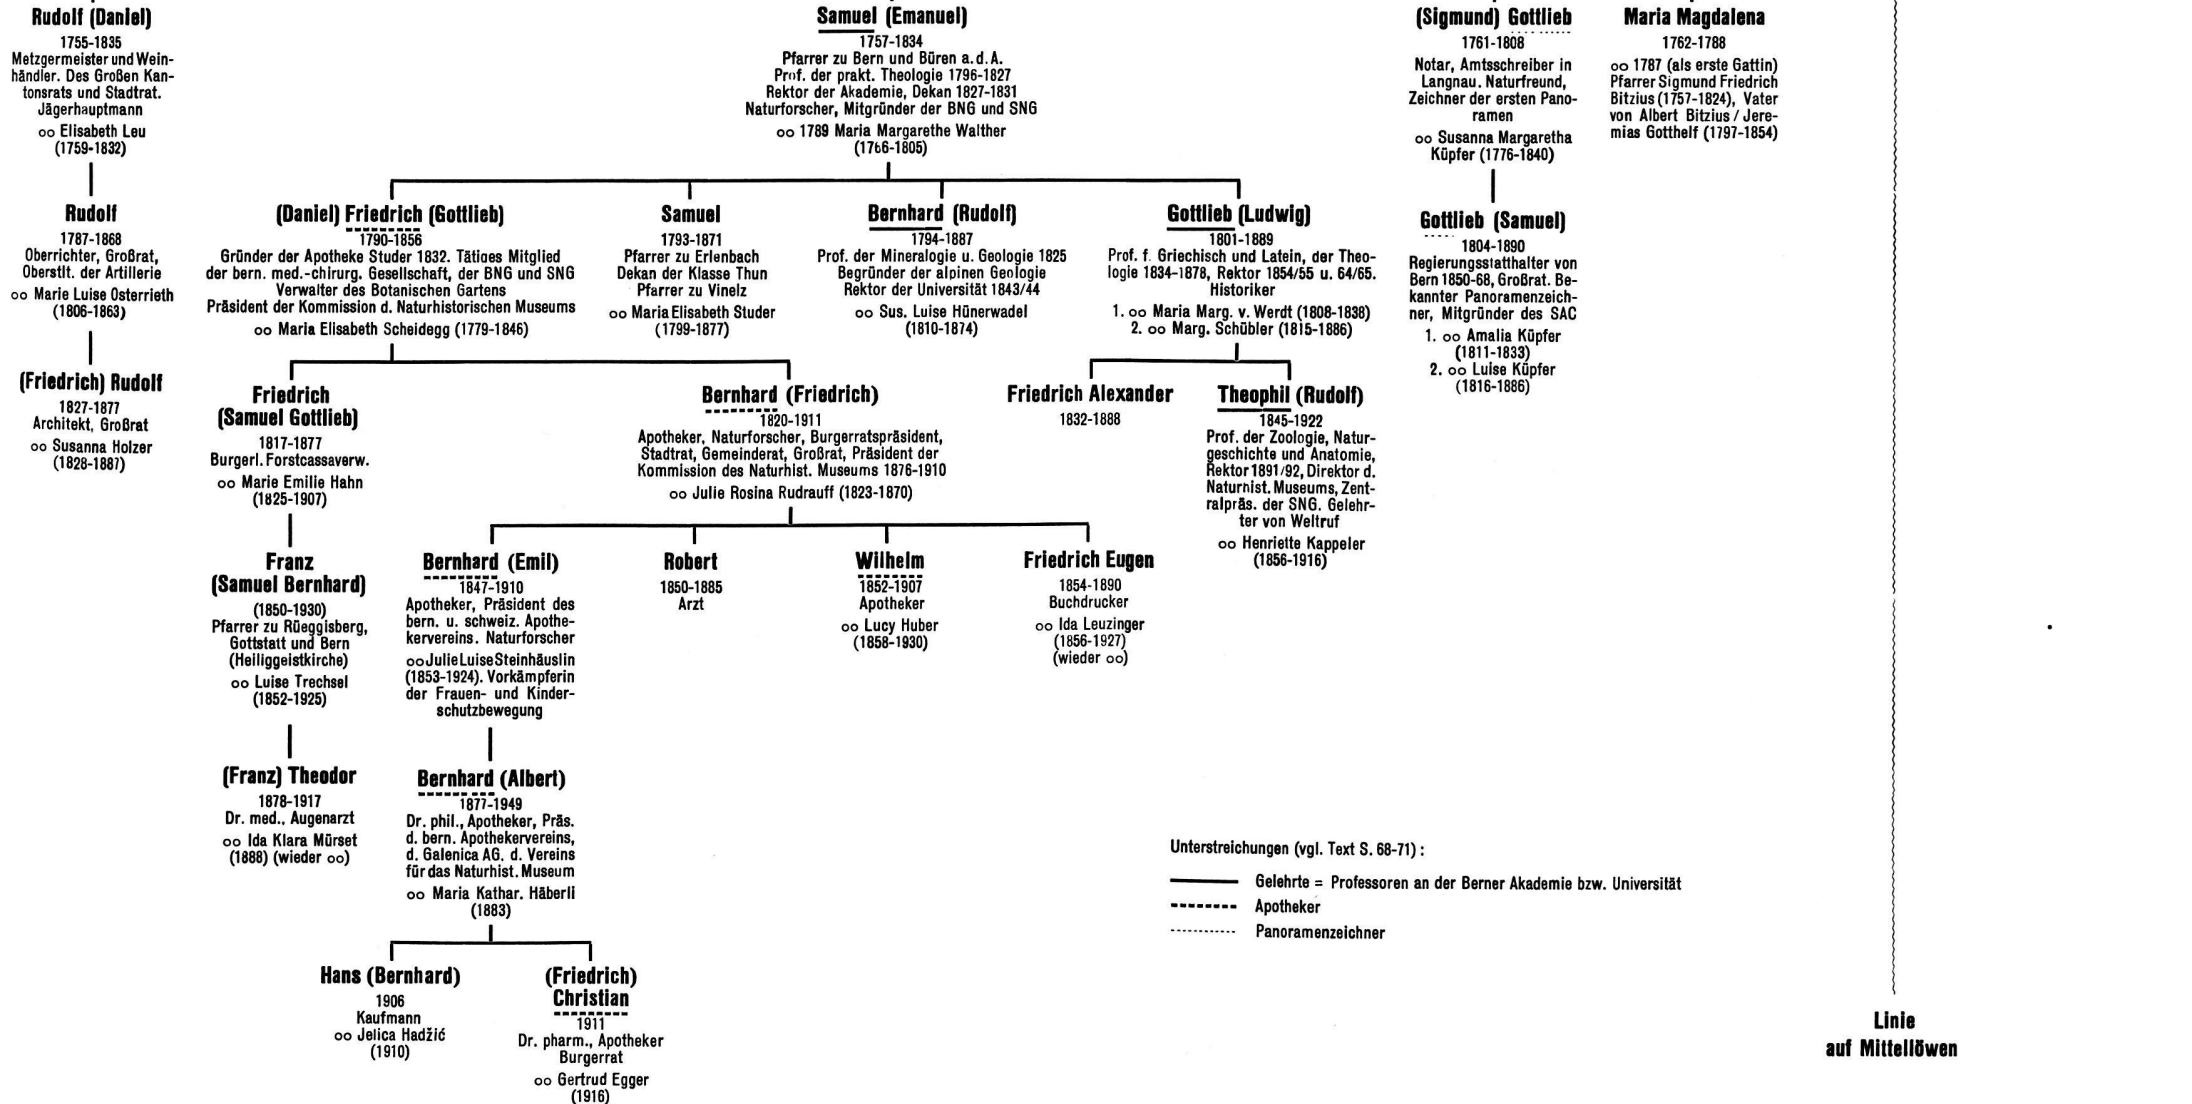 Rudolf (Daniel)
1755-1835
Metzgermeister und Wein-
händler. Des Großen Kan-
tonsrats und Stadtrat.
Jägerhauptmann
oo Elisabeth Leu
(1759-1832)
Samuel (Emanuel)
1757-1834
Pfarrer zu Bern und Büren a.d.A.
Prof. der prakt. Theologie 1796-1827
Rektor der Akademie, Dekan 1827-1831
Naturforscher, Mitgründer der BNG und SNG
oo 1789 Maria Margarethe Walther
(1766-1805)
(Sigmund) Gottlieb
1761-1808
Notar, Amtsschreiber in
Langnau. Naturfreund,
Zeichner der ersten Pano-
ramen
oo Susanna Margaretha
Küpfer (1776-1840)
Maria Magdalena
1762-1788
oo 1787 (als erste Gattin)
Pfarrer Sigmund Friedrich
Bitzius (1757-1824), Vater
von Albert Bitzius / Jere-
mias Gotthelf (1797-1854)
Rudolf
1787-1868
Oberrichter, Großrat,
Oberstlt. der Artillerie
oo Marie Luise Osterrieth
(1806-1863)
(Daniel) Friedrich (Gottlieb)
1790-1856
Gründer der Apotheke Studer 1832. Tätiges Mitglied
der bern. med.-chirurg. Gesellschaft, der BNG und SNG
Verwalter des Botanischen Gartens
Präsident der Kommission d. Naturhistorischen Museums
oo Maria Elisabeth Scheidegg (1779-1846)
Samuel
1793-1871
Pfarrer zu Erlenbach
Dekan der Klasse Thun
Pfarrer zu Vinelz
oo Maria Elisabeth Studer
(1799-1877)
Bernhard (Rudolf)
1794-1887
Prof. der Mineralogie u. Geologie 1825
Begründer der alpinen Geologie
Rektor der Universität 1843/44
oo Sus. Luise Hünerwadel
(1810-1874)
Gottlieb (Ludwig)
1801-1889
Prof. f. Griechisch und Latein, der Theo-
logie 1834-1878, Rektor 1854/55 u. 64/65.
Historiker
1. oo Maria Marg. v. Werdt (1808-1838)
2. oo Marg. Schübler (1815-1886)
Gottlieb (Samuel)
1804-1890
Regierungsstatthalter von
Bern 1850-68, Großrat. Be-
kannter Panoramenzeich-
ner, Mitgründer des SAC
1. oo Amalia Küpfer
(1811-1833)
2. oo Luise Küpfer
(1816-1886)
(Friedrich) Rudolf
1827-1877
Architekt, Großrat
oo Susanna Holzer
(1828-1887)
Friedrich
(Samuel Gottlieb)
1817-1877
Burgerl. Forstcassaverw.
oo Marie Emilie Hahn
(1825-1907)
Bernhard (Friedrich)
1820-1911
Apotheker, Naturforscher, Burgerratspräsident,
Stadtrat, Gemeinderat, Großrat, Präsident der
Kommission des Naturhist. Museums 1876-1910
oo Julie Rosina Rudrauff (1823-1870)
Friedrich Alexander
1832-1888
Theophil (Rudolf)
1845-1922
Prof. der Zoologie, Natur-
geschichte und Anatomie,
Rektor 1891/92, Direktor d.
Naturhist. Museums, Zent-
ralpräs. der SNG. Gelehr-
ter von Weltruf
oo Henriette Kappeler
(1856-1916)
Franz
(Samuel Bernhard)
(1850-1930)
Pfarrer zu Rüeggisberg,
Gottstatt und Bern
(Heiliggeistkirche)
oo Luise Trechsel
(1852-1925)
Bernhard (Emil)
1847-1910
Apotheker, Präsident des
bern. u. schweiz. Apothe-
kervereins. Naturforscher
oo Julie Luise Steinhäuslin
(1853-1924). Vorkämpferin
der Frauen- und Kinder-
schutzbewegung
Robert
1850-1885
Arzt
Wilhelm
1852-1907
Apotheker
oo Lucy Huber
(1858-1930)
Friedrich Eugen
1854-1890
Buchdrucker
oo Ida Leuzinger
(1856-1927)
(wieder oo)
(Franz) Theodor
1878-1917
Dr. med., Augenarzt
oo Ida Klara Mürset
(1888) (wieder oo)
Bernhard (Albert)
1877-1949
Dr. phil., Apotheker, Präs.
d. bern. Apothekervereins,
d. Galenica AG. d. Vereins
für das Naturhist. Museum
oo Maria Kathar. Häberli
(1883)
Hans (Bernhard)
1906
Kaufmann
oo Jelica Hadžić
(1910)
(Friedrich)
Christian
1911
Dr. pharm., Apotheker
Burgerrat
oo Gertrud Egger
(1916)
Unterstreichungen (vgl. Text S. 68-71) :
Gelehrte = Professoren an der Berner Akademie bzw. Universität
Apotheker
Panoramenzeichner
Linie
auf Mittellöwen